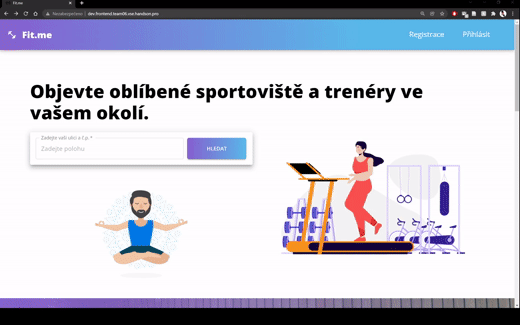 Fit.me
Nezabezpečeno | dev.frontend.team06.vse.handson.pro
Fit.me
Registrace
Přihlásit
Objevte oblíbené sportoviště a trenéry ve
vašem okolí.
Zadejte vaši ulici a č.p. *
Zadejte polohu
HLEDAT